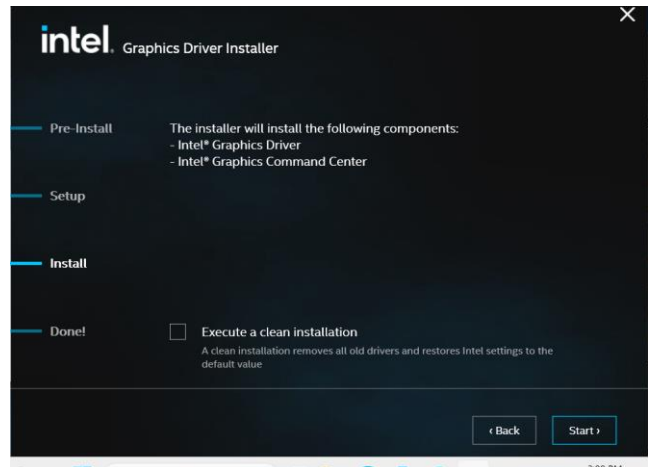 intel. Graphics Driver Installer
Pre-Install
The installer will install the following components:
- Intel® Graphics Driver
- Intel® Graphics Command Center
Setup
Install
Done!
Execute a clean installation
A clean installation removes all old drivers and restores Intel settings to the
default value
‹ Back
Start ›